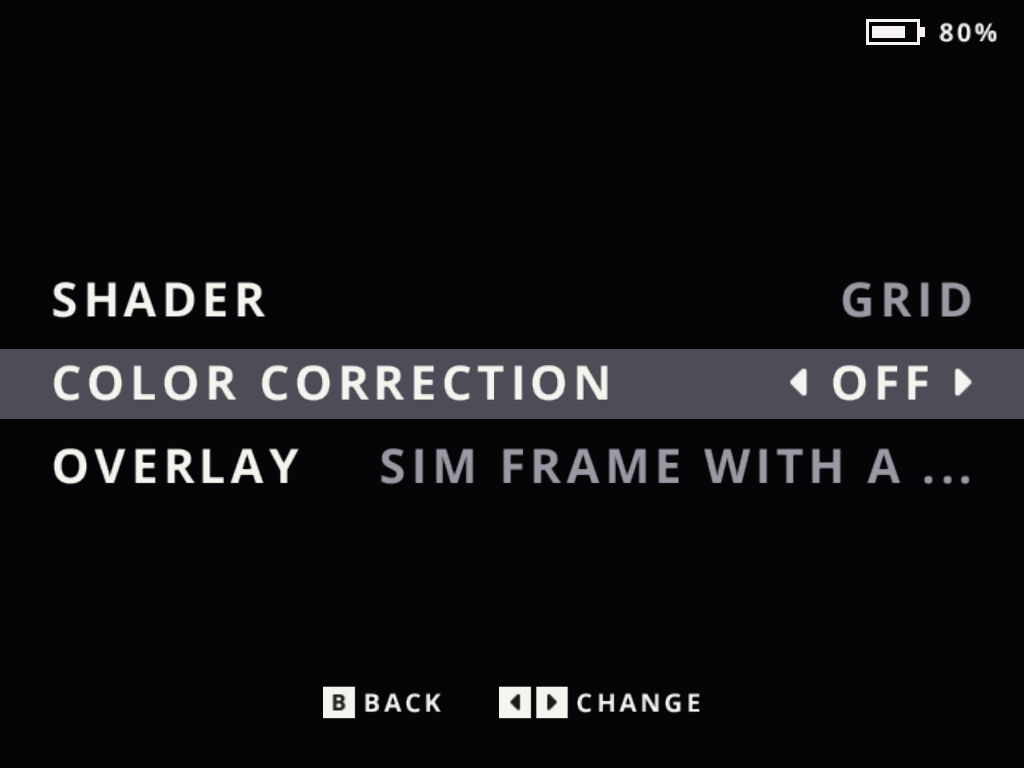 80%
SHADER GRID
COLOR CORRECTION OFF
OVERLAY SIM FRAME WITH A ...
B BACK CHANGE